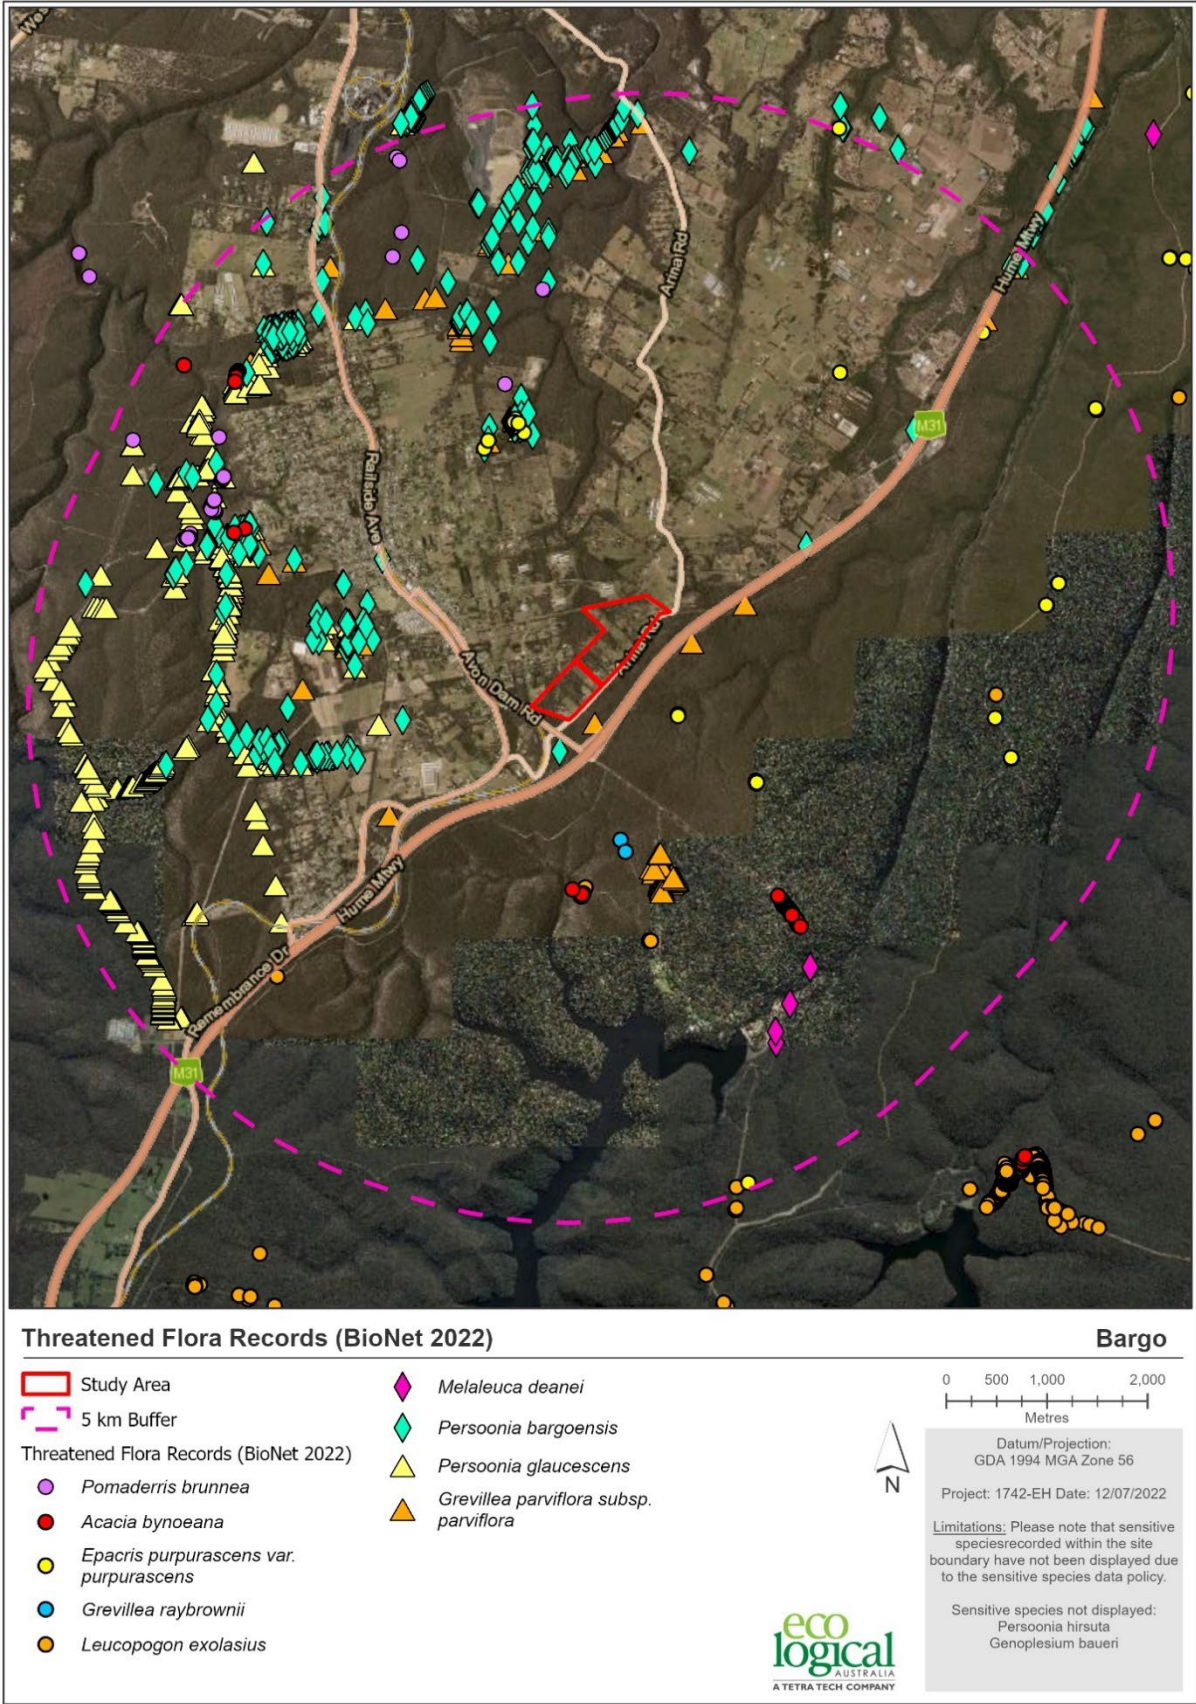 Arina Rd
Hume Mtwy
M31
Railside Ave
Arina Rd
Avon Dam Rd
Hume Mtwy
Remembrance Dr
M31
Threatened Flora Records (BioNet 2022)
Bargo
Study Area
5 km Buffer
Threatened Flora Records (BioNet 2022)
Pomaderris brunnea
Acacia bynoeana
Epacris purpurascens var.
purpurascens
Grevillea raybrownii
Leucopogon exolasius
Melaleuca deanei
Persoonia bargoensis
Persoonia glaucescens
Grevillea parviflora subsp.
parviflora
N
0 500 1,000 2,000
Metres
Datum/Projection:
GDA 1994 MGA Zone 56
Project: 1742-EH Date: 12/07/2022
Limitations: Please note that sensitive
speciesrecorded within the site
boundary have not been displayed due
to the sensitive species data policy.
Sensitive species not displayed:
Persoonia hirsuta
Genoplesium baueri
eco
logical
AUSTRALIA
A TETRA TECH COMPANY